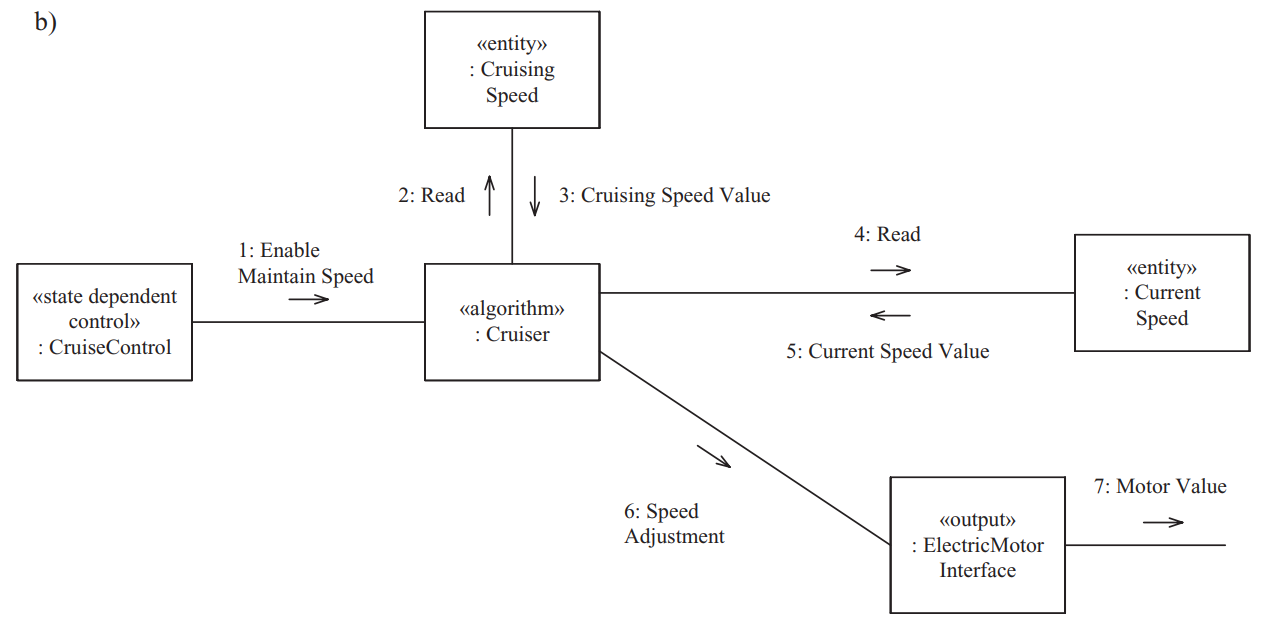 b)
«entity»
: Cruising
Speed
2: Read
3: Cruising Speed Value
4: Read
1: Enable
Maintain Speed
«state dependent
control»
: CruiseControl
«algorithm»
: Cruiser
«entity»
: Current
Speed
5: Current Speed Value
6: Speed
Adjustment
7: Motor Value
«output»
: ElectricMotor
Interface